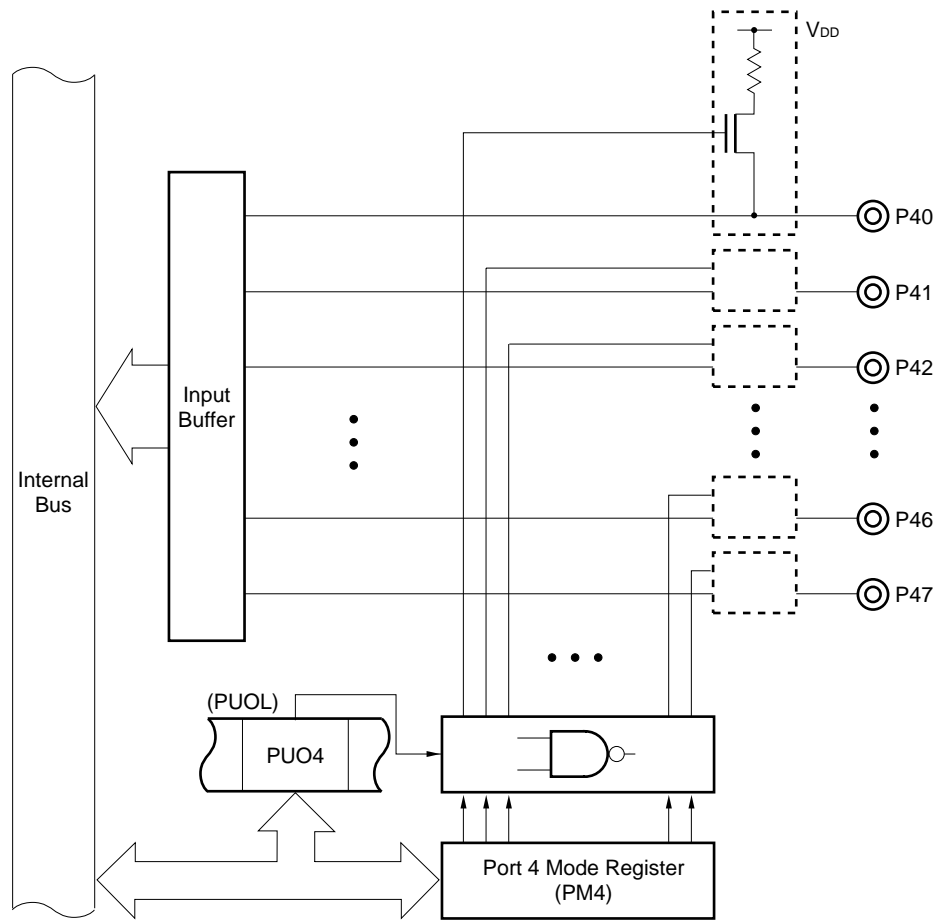 VDD
P40
P41
P42
Input
Buffer
Internal
Bus
P46
P47
(PUOL)
PUO4
Port 4 Mode Register
(PM4)